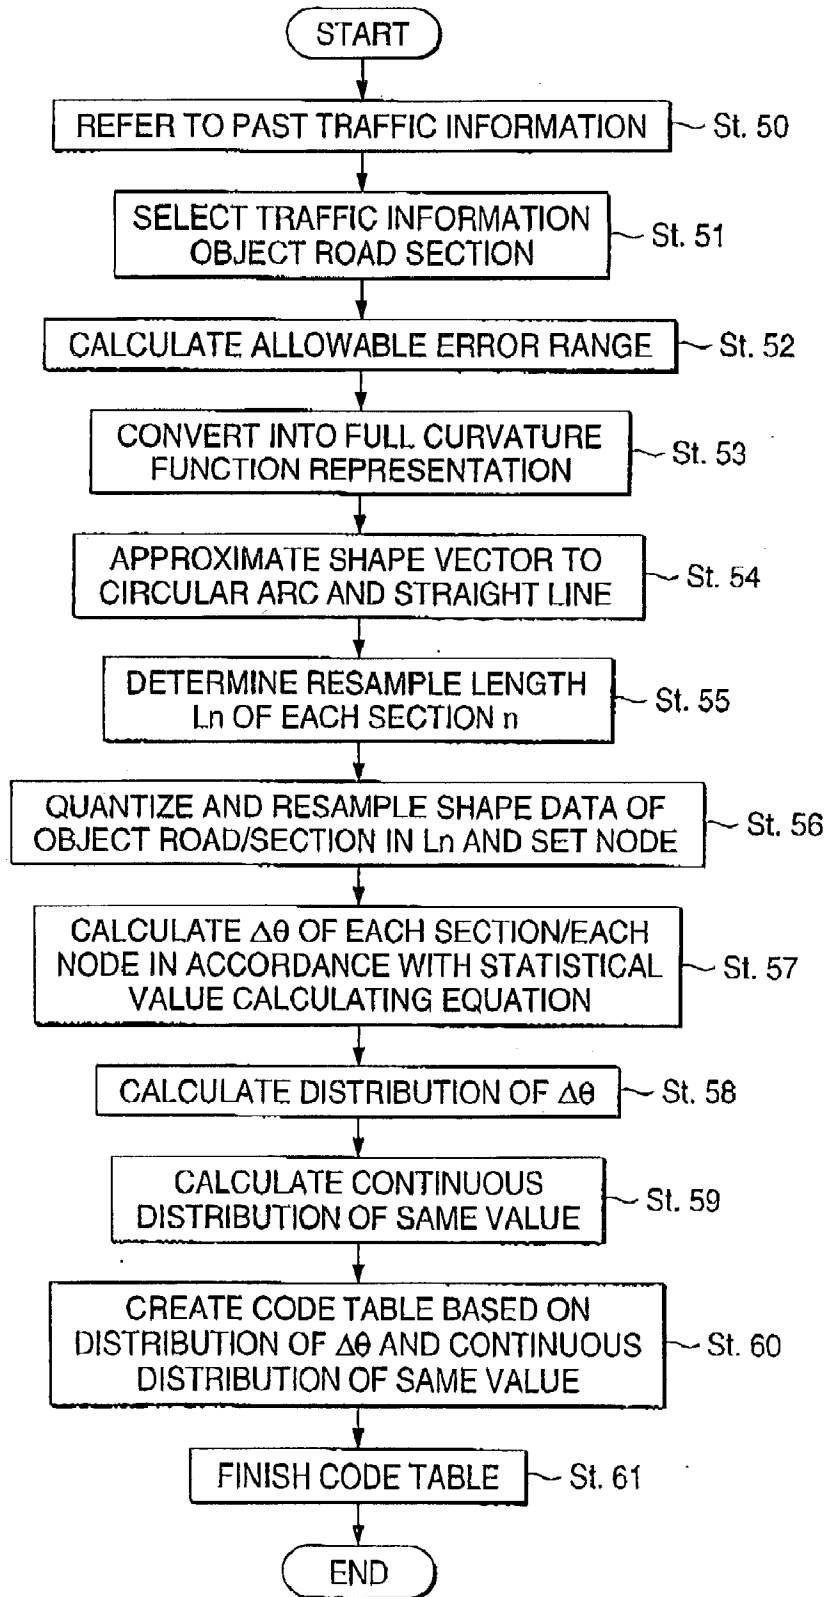 START
REFER TO PAST TRAFFIC INFORMATION
St. 50
SELECT TRAFFIC INFORMATION
OBJECT ROAD SECTION
St. 51
CALCULATE ALLOWABLE ERROR RANGE
St. 52
CONVERT INTO FULL CURVATURE
FUNCTION REPRESENTATION
St. 53
APPROXIMATE SHAPE VECTOR TO
CIRCULAR ARC AND STRAIGHT LINE
St. 54
DETERMINE RESAMPLE LENGTH
Ln OF EACH SECTION n
St. 55
QUANTIZE AND RESAMPLE SHAPE DATA OF
OBJECT ROAD/SECTION IN Ln AND SET NODE
St. 56
CALCULATE Δθ OF EACH SECTION/EACH
NODE IN ACCORDANCE WITH STATISTICAL
VALUE CALCULATING EQUATION
St. 57
CALCULATE DISTRIBUTION OF Δθ
St. 58
CALCULATE CONTINUOUS
DISTRIBUTION OF SAME VALUE
St. 59
CREATE CODE TABLE BASED ON
DISTRIBUTION OF Δθ AND CONTINUOUS
DISTRIBUTION OF SAME VALUE
St. 60
FINISH CODE TABLE
St. 61
END